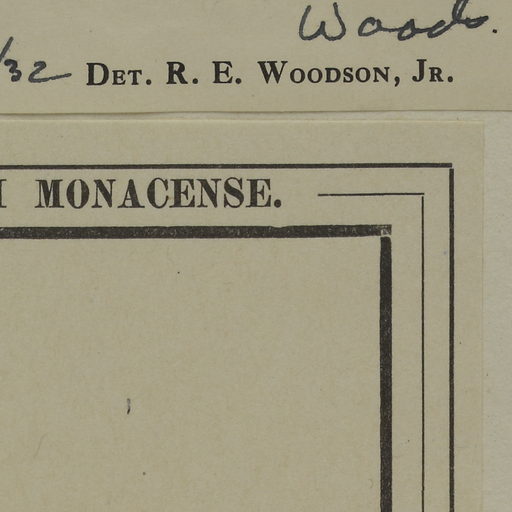 Woods.
/32 DET. R. E. WOODSON, JR.
MONACENSE.